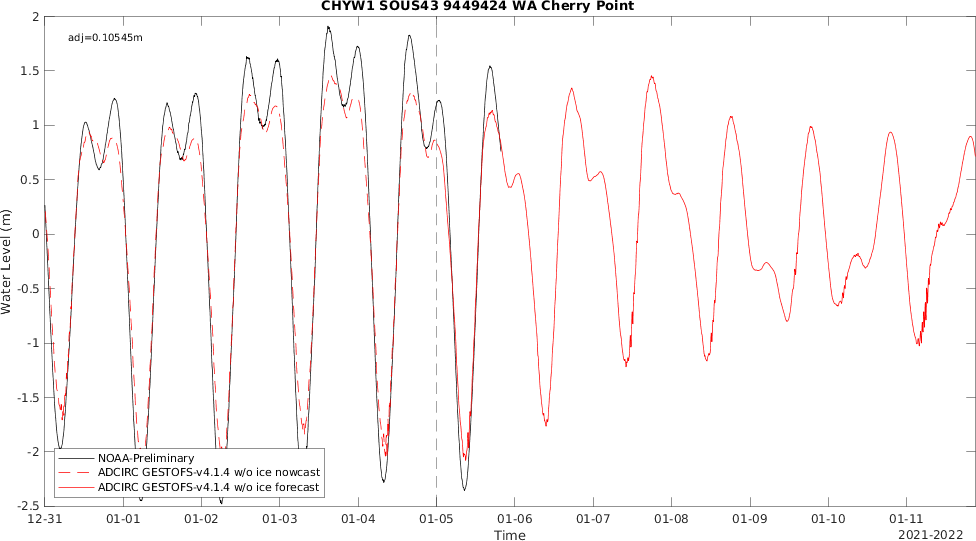 CHYW1 SOUS43 9449424 WA Cherry Point
adj=0.10545m
2
1.5
1
0.5
0
-0.5
-1
-1.5
-2
-2.5
Water Level (m)
NOAA-Preliminary
ADCIRC GESTOFS-v4.1.4 w/o ice nowcast
ADCIRC GESTOFS-v4.1.4 w/o ice forecast
12-31 01-01 01-02 01-03 01-04 01-05 01-06 01-07 01-08 01-09 01-10 01-11
Time
2021-2022